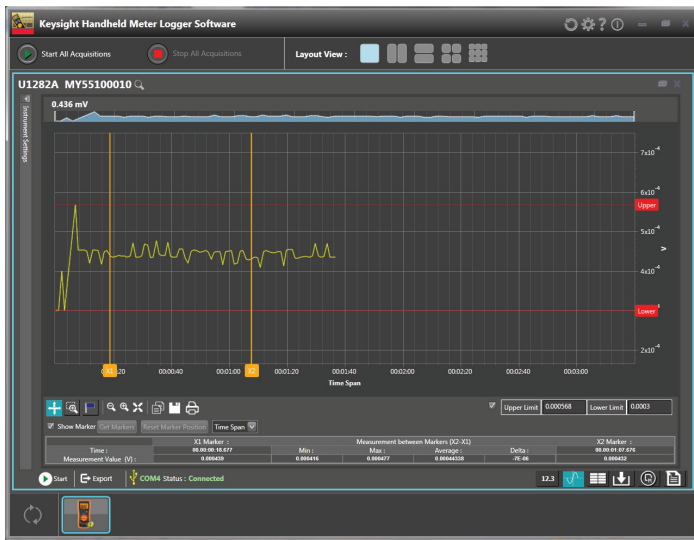 Keysight Handheld Meter Logger Software
Start All Acquisitions
Stop All Acquisitions
Layout View :
U1282A MY55100010
Instrument Settings
0.436 mV
7x10-4
6x10-4
Upper
5x10-4
V
4x10-4
Lower
2x10-4
X1 :20 00:00:40 00:01:00 X2 00:01:20 00:01:40 00:02:00 00:02:20 00:02:40 00:03:00
Time Span
Upper Limit 0.000568 Lower Limit 0.0003
Show Marker Get Markers Reset Marker Position Time Span
X1 Marker : Measurement between Markers (X2-X1) X2 Marker :
Time : 00.00:00:18.677 Min : Max : Average : Delta : 00.00:01:07.676
Measurement Value (V) : 0.000439 0.000416 0.000477 0.00044338 -7E-06 0.000432
Start Export COM4 Status : Connected 12.3